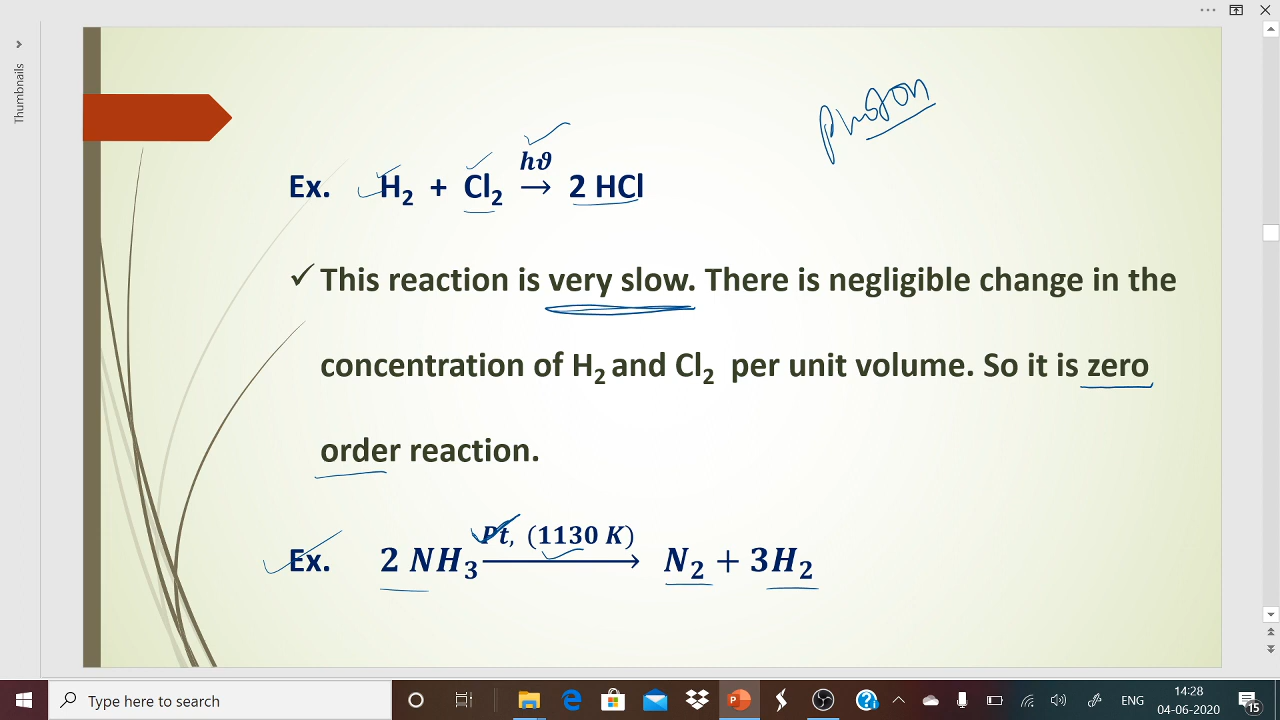 Thumbnails
photon
hϑ
Ex. H₂ + Cl₂ → 2 HCl
✓ This reaction is very slow. There is negligible change in the
concentration of H₂ and Cl₂ per unit volume. So it is zero
order reaction.
Pt, (1130 K)
Ex. 2 NH₃ → N₂ + 3H₂
Type here to search
ENG
14:28
04-06-2020
15